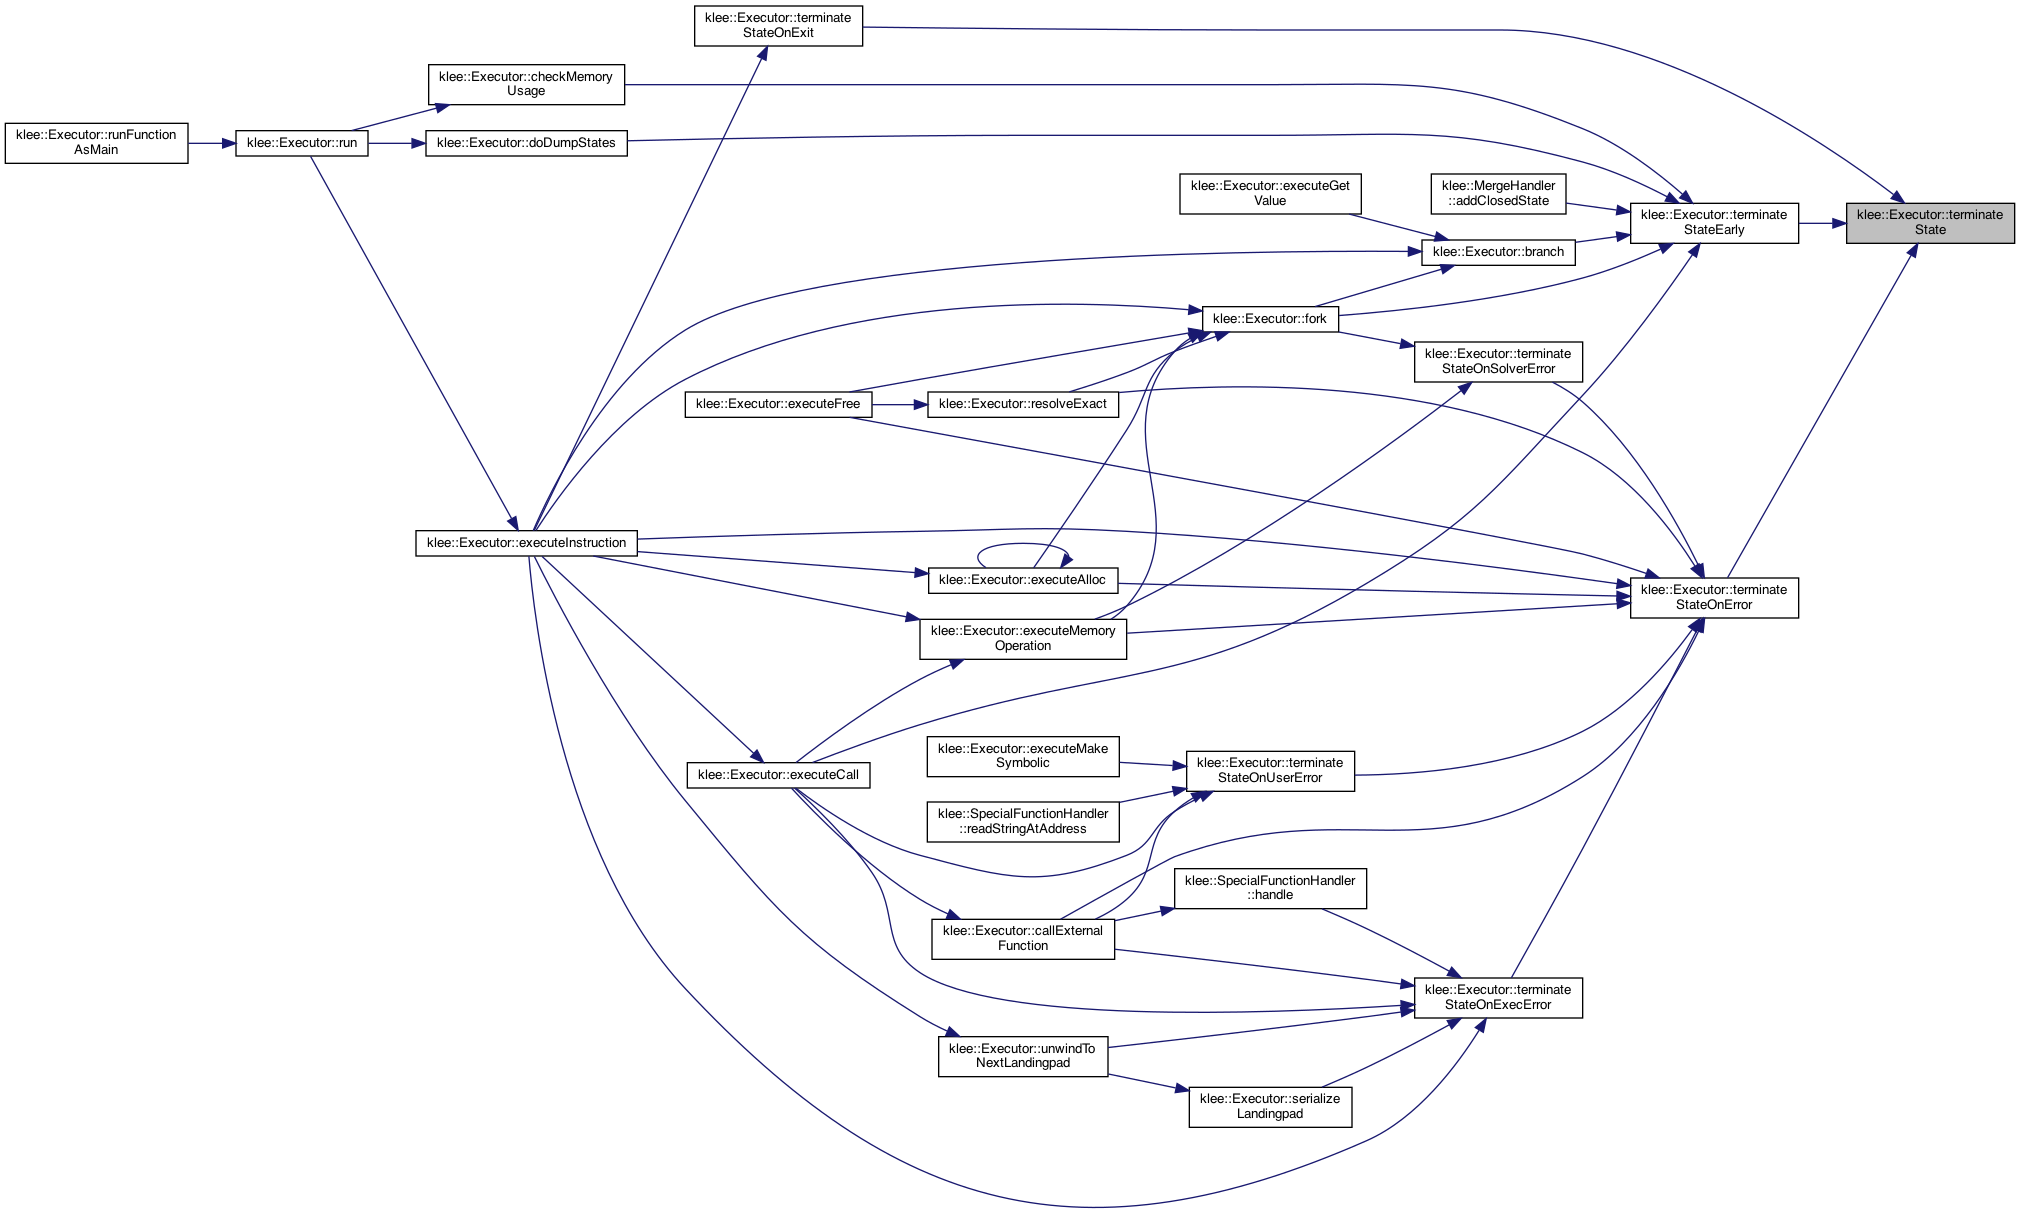 klee::Executor::terminate
StateOnExit
klee::Executor::checkMemory
Usage
klee::Executor::runFunction
AsMain
klee::Executor::run
klee::Executor::doDumpStates
klee::Executor::executeGet
Value
klee::MergeHandler
::addClosedState
klee::Executor::terminate
StateEarly
klee::Executor::terminate
State
klee::Executor::branch
klee::Executor::fork
klee::Executor::terminate
StateOnSolverError
klee::Executor::executeFree
klee::Executor::resolveExact
klee::Executor::executeInstruction
klee::Executor::executeAlloc
klee::Executor::terminate
StateOnError
klee::Executor::executeMemory
Operation
klee::Executor::executeCall
klee::Executor::executeMake
Symbolic
klee::Executor::terminate
StateOnUserError
klee::SpecialFunctionHandler
::readStringAtAddress
klee::SpecialFunctionHandler
::handle
klee::Executor::callExternal
Function
klee::Executor::terminate
StateOnExecError
klee::Executor::unwindTo
NextLandingpad
klee::Executor::serialize
Landingpad